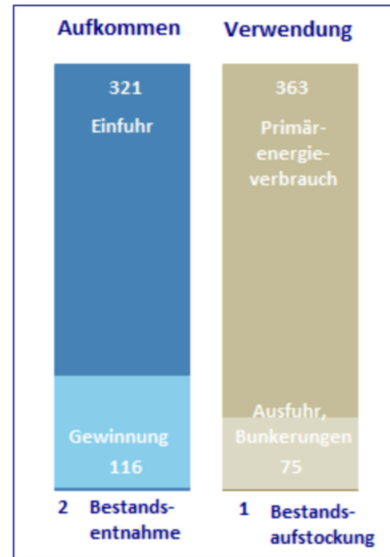 Aufkommen
321
Einfuhr
Gewinnung
116
2 Bestands-
entnahme
Verwendung
363
Primär-
energie-
verbrauch
Ausfuhr,
Bunkerungen
75
1 Bestands-
aufstockung